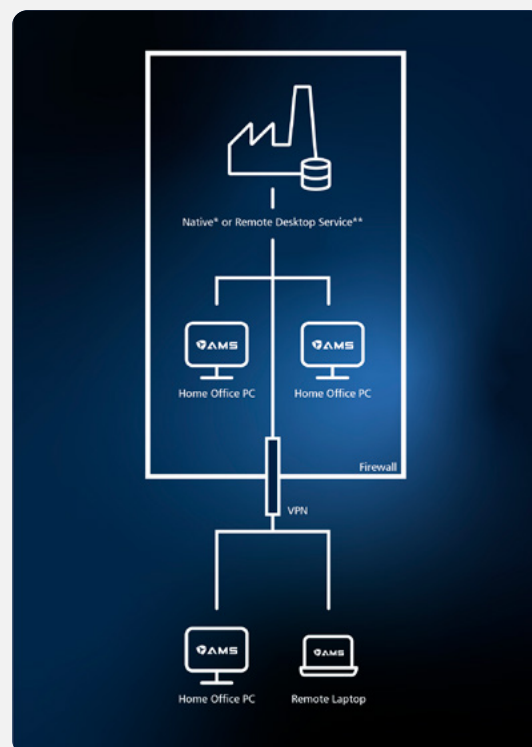 Native* or Remote Desktop Service**
AMS
AMS
Home Office PC
Home Office PC
Firewall
VPN
AMS
AMS
Home Office PC
Remote Laptop